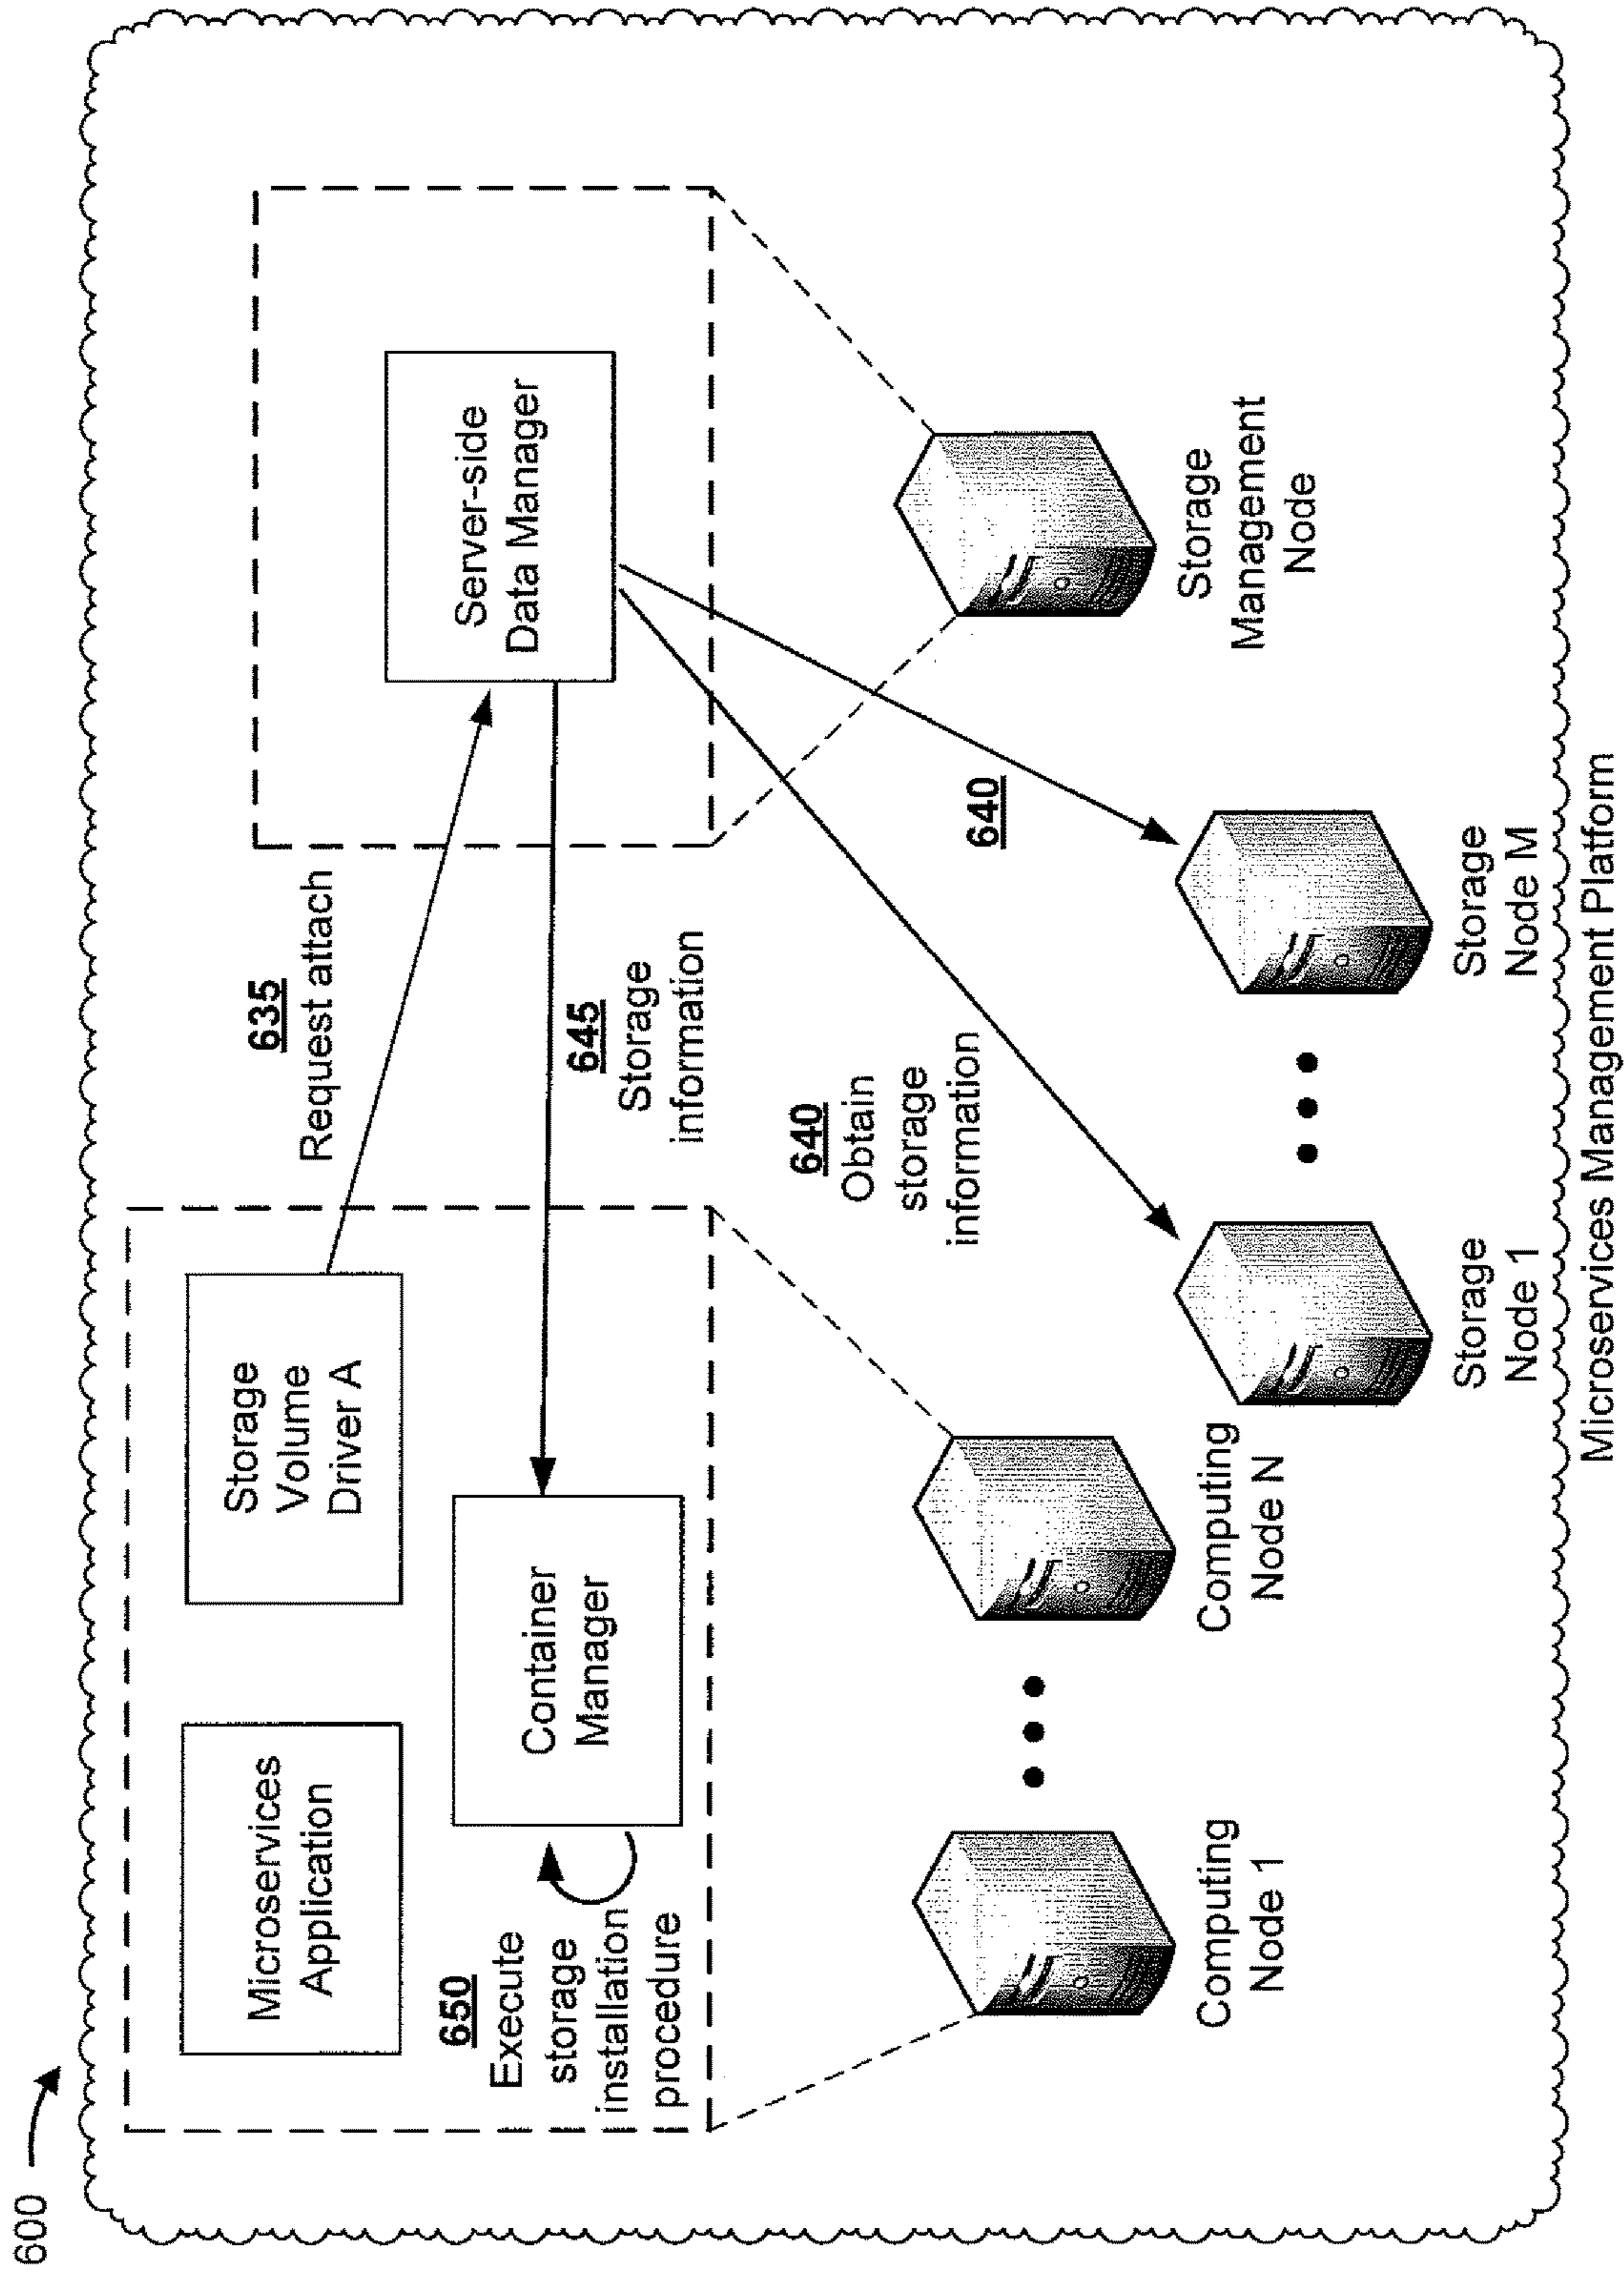 600
Microservices
Application
Storage
Volume
Driver A
635
Request attach
Server-side
Data Manager
650
Execute
storage
installation
procedure
Container
Manager
645
Storage
information
640
Obtain
storage
information
640
Computing
Node 1
Computing
Node N
Storage
Management
Node
Storage
Node 1
Storage
Node M
Microservices Management Platform